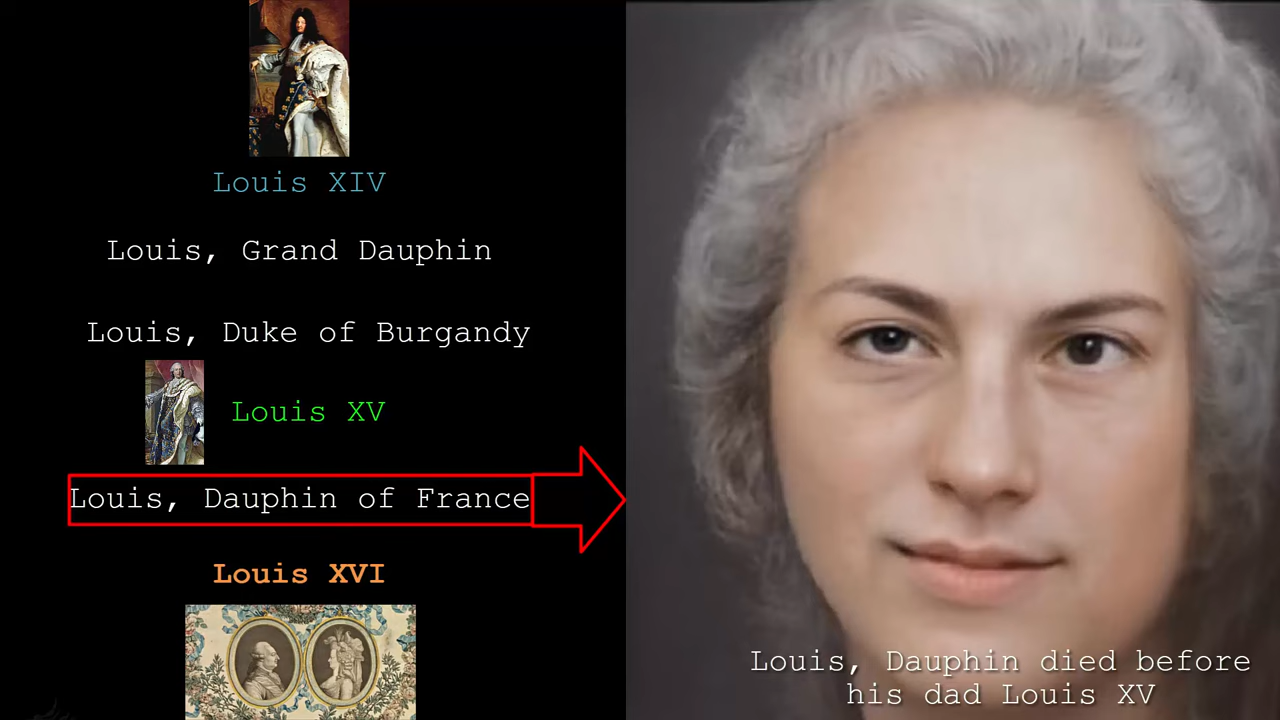 Louis XIV
Louis, Grand Dauphin
Louis, Duke of Burgandy
Louis XV
Louis, Dauphin of France
Louis XVI
Louis, Dauphin died before
his dad Louis XV